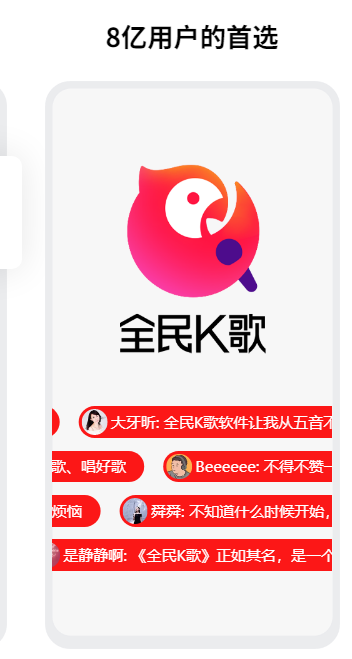 8亿用户的首选
全民K歌
大牙昕: 全民K歌软件让我从五音不
歌、唱好歌
Beeeeee: 不得不赞一
烦恼
舜舜: 不知道什么时候开始,
是静静啊: 《全民K歌》正如其名，是一个